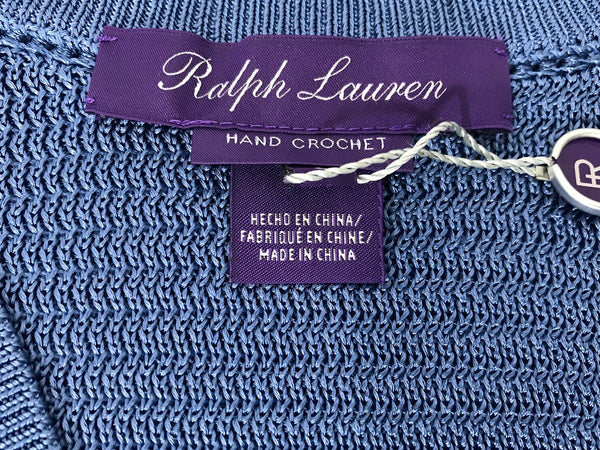 Ralph Lauren
HAND CROCHET
HECHO EN CHINA/
FABRIQUÉ EN CHINE/
MADE IN CHINA